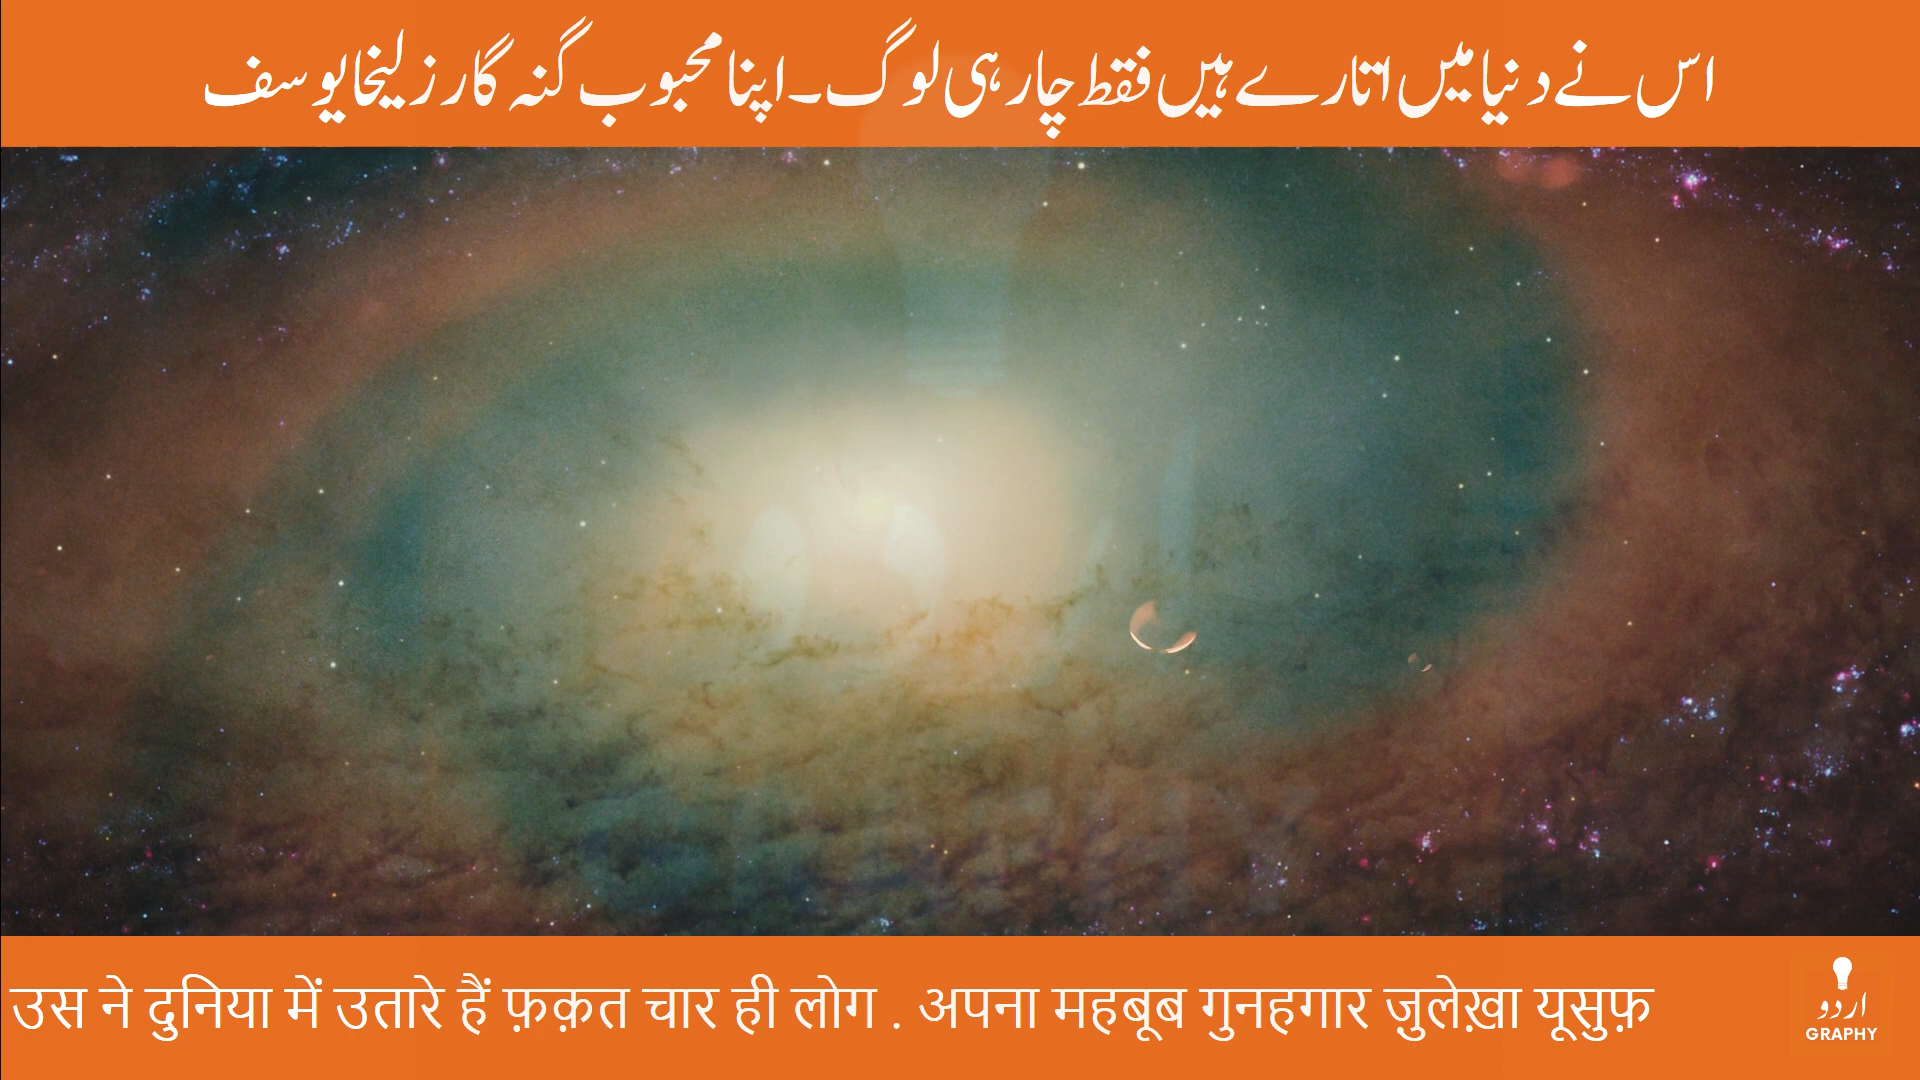 اس نے دنیا میں اتارے ہیں فقط چار ہی لوگ۔ اپنا محبوب گنہ گار زلیخا یوسف
उस ने दुनिया में उतारे हैं फ़क़त चार ही लोग . अपना महबूब गुनहगार ज़ुलेख़ा यूसुफ़
اردو
GRAPHY